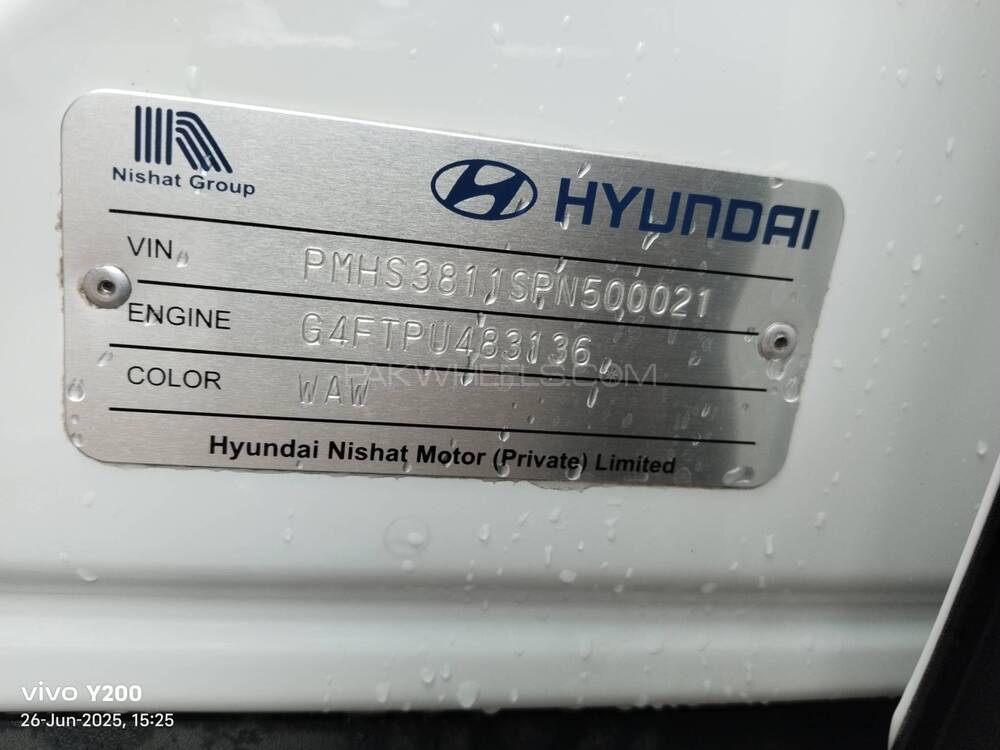 Nishat Group
HYUNDAI
VIN PMHS3811SPN500021
ENGINE G4FTPU483136
COLOR WAW
PAKWHEELS.COM
Hyundai Nishat Motor (Private) Limited
vivo Y200
26-Jun-2025, 15:25